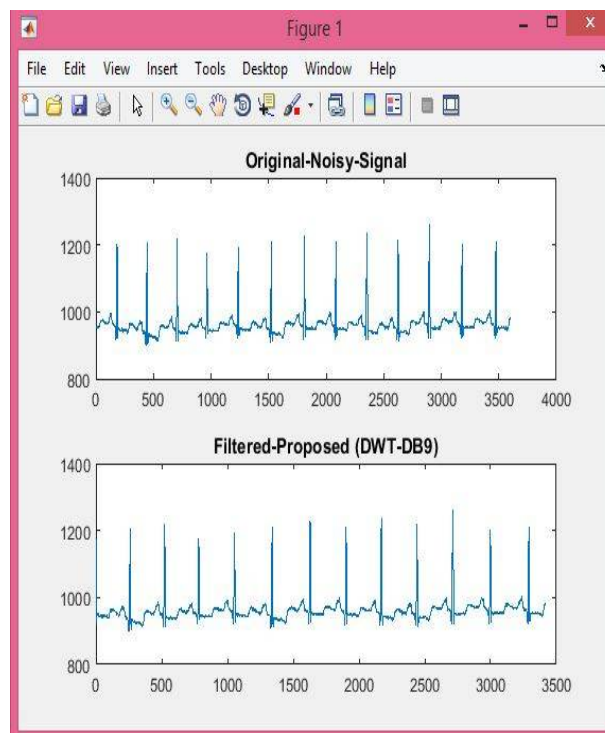 Figure 1
File Edit View Insert Tools Desktop Window Help
Original-Noisy-Signal
1400
1200
1000
800
0 500 1000 1500 2000 2500 3000 3500 4000
Filtered-Proposed (DWT-DB9)
1400
1200
1000
800
0 500 1000 1500 2000 2500 3000 3500